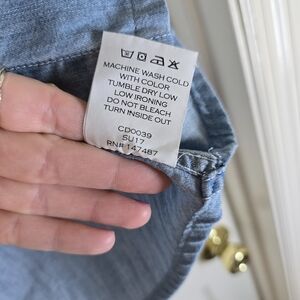 MACHINE WASH COLD
WITH COLOR
TUMBLE DRY LOW
LOW IRONING
DO NOT BLEACH
TURN INSIDE OUT
CD0039
SU17
RN# 147487